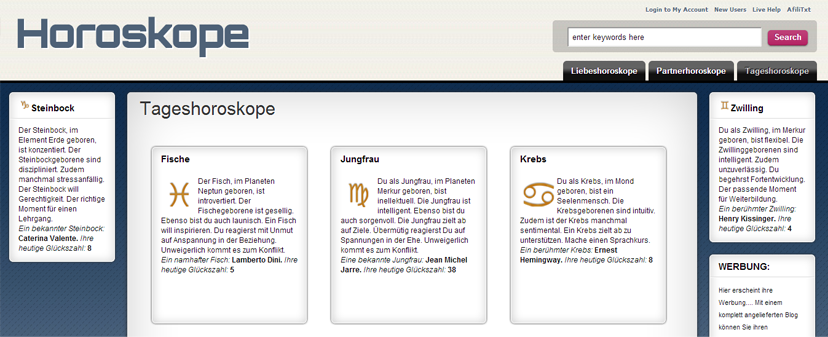 Login to My Account New Users Live Help AfiliTxt
Horoskope
enter keywords here
Search
Liebeshoroskope
Partnerhoroskope
Tageshoroskope
Steinbock
Der Steinbock, im
Element Erde geboren,
ist konzentiert. Der
Steinbockgeborene sind
diszipliniert. Zudem
manchmal stressanfällig.
Der Steinbock will
Gerechtigkeit. Der richtige
Moment für einen
Lehrgang.
Ein bekannter Steinbock:
Caterina Valente. Ihre
heutige Glückszahl: 8
Tageshoroskope
Fische
Der Fisch, im Planeten
Neptun geboren, ist
introvertiert. Der
Fischegeborene ist gesellig.
Ebenso bist du auch launisch. Ein Fisch
will inspirieren. Du reagierst mit Unmut
auf Anspannung in der Beziehung.
Unweigerlich kommt es zum Konflikt.
Ein namhafter Fisch: Lamberto Dini. Ihre
heutige Glückszahl: 5
Jungfrau
Du als Jungfrau, im Planeten
Merkur geboren, bist
inellektuell. Die Jungfrau ist
intelligent. Ebenso bist du
auch sorgenvoll. Die Jungfrau zielt ab
auf Ziele. Übermütig reagierst Du auf
Spannungen in der Ehe. Unweigerlich
kommt es zum Konflikt.
Eine bekannte Jungfrau: Jean Michel
Jarre. Ihre heutige Glückszahl: 38
Krebs
Du als Krebs, im Mond
geboren, bist ein
Seelenmensch. Die
Krebsgeborenen sind intuitiv.
Zudem ist der Krebs manchmal
sentimental. Ein Krebs zielt ab zu
unterstützen. Mache einen Sprachkurs.
Ein berühmter Krebs: Ernest
Hemingway. Ihre heutige Glückszahl: 8
Zwilling
Du als Zwilling, im Merkur
geboren, bist flexibel. Die
Zwillinggeborenen sind
intelligent. Zudem
unzuverlässig. Du
begehrst Fortentwicklung.
Der passende Moment
für Weiterbildung.
Ein berühmter Zwilling:
Henry Kissinger. Ihre
heutige Glückszahl: 4
WERBUNG:
Hier erscheint ihre
Werbung.... Mit einem
komplett angelieferten Blog
können Sie ihren